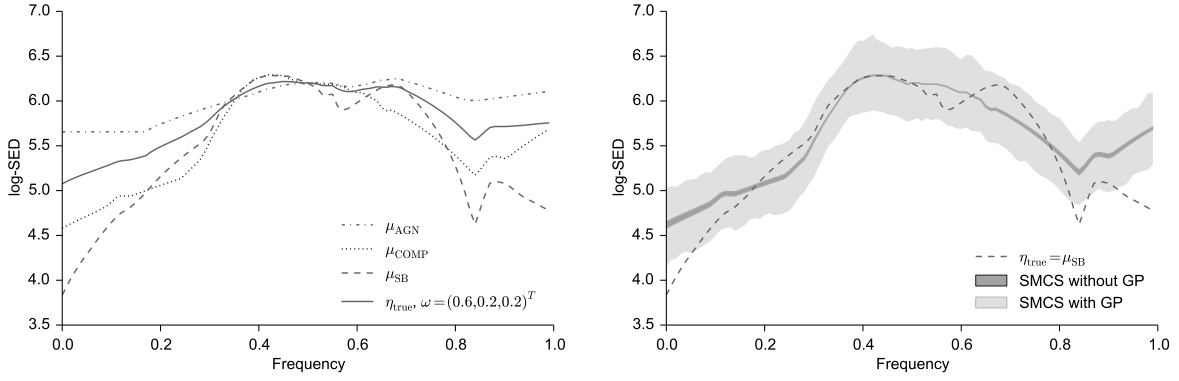 7.0
6.5
6.0
5.5
5.0
4.5
4.0
3.5
log-SED
0.0 0.2 0.4 0.6 0.8 1.0
Frequency
μAGN
μCOMP
μSB
ηtrue, ω=(0.6,0.2,0.2)T
7.0
6.5
6.0
5.5
5.0
4.5
4.0
3.5
log-SED
0.0 0.2 0.4 0.6 0.8 1.0
Frequency
ηtrue=μSB
SMCS without GP
SMCS with GP